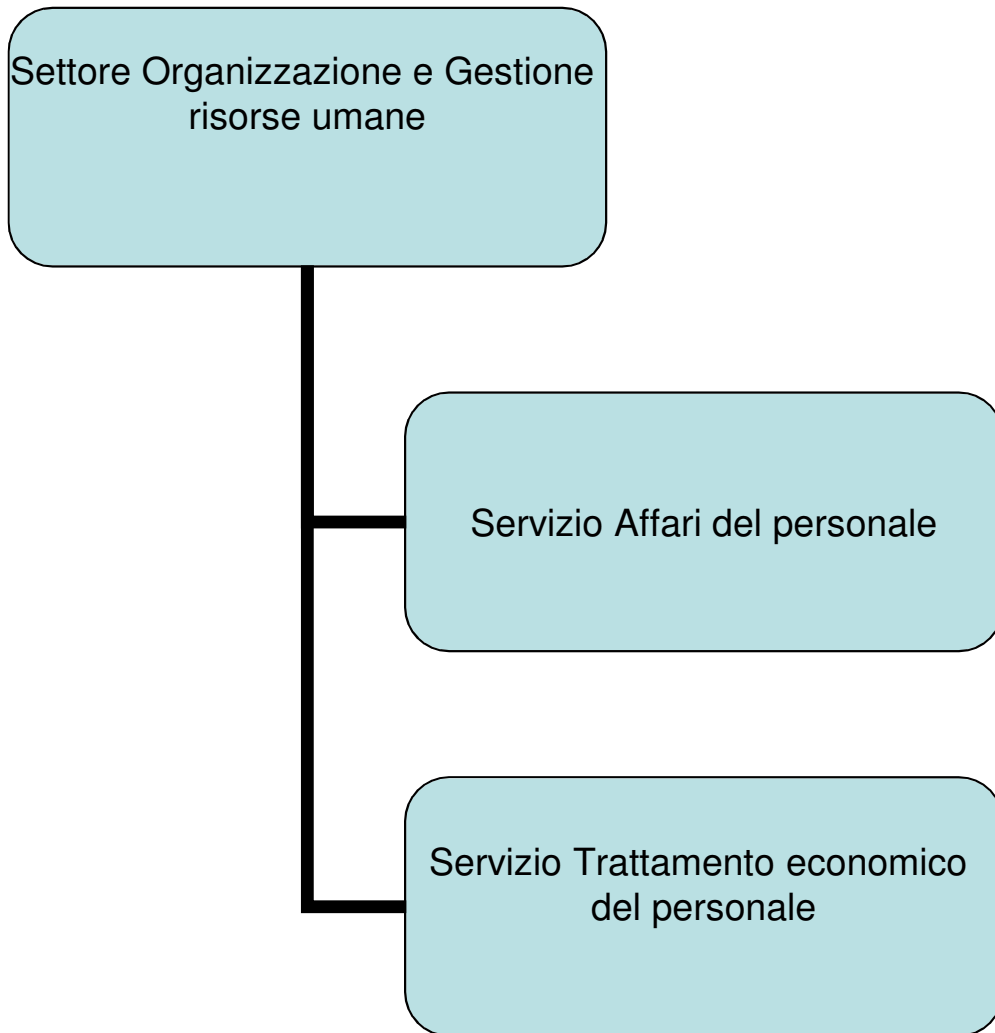 Settore Organizzazione e Gestione
risorse umane
Servizio Affari del personale
Servizio Trattamento economico
del personale